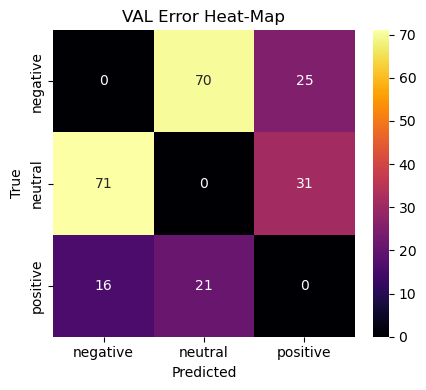 VAL Error Heat-Map
True
negative
neutral
positive
0 70 25
71 0 31
16 21 0
negative neutral positive
Predicted
70
60
50
40
30
20
10
0